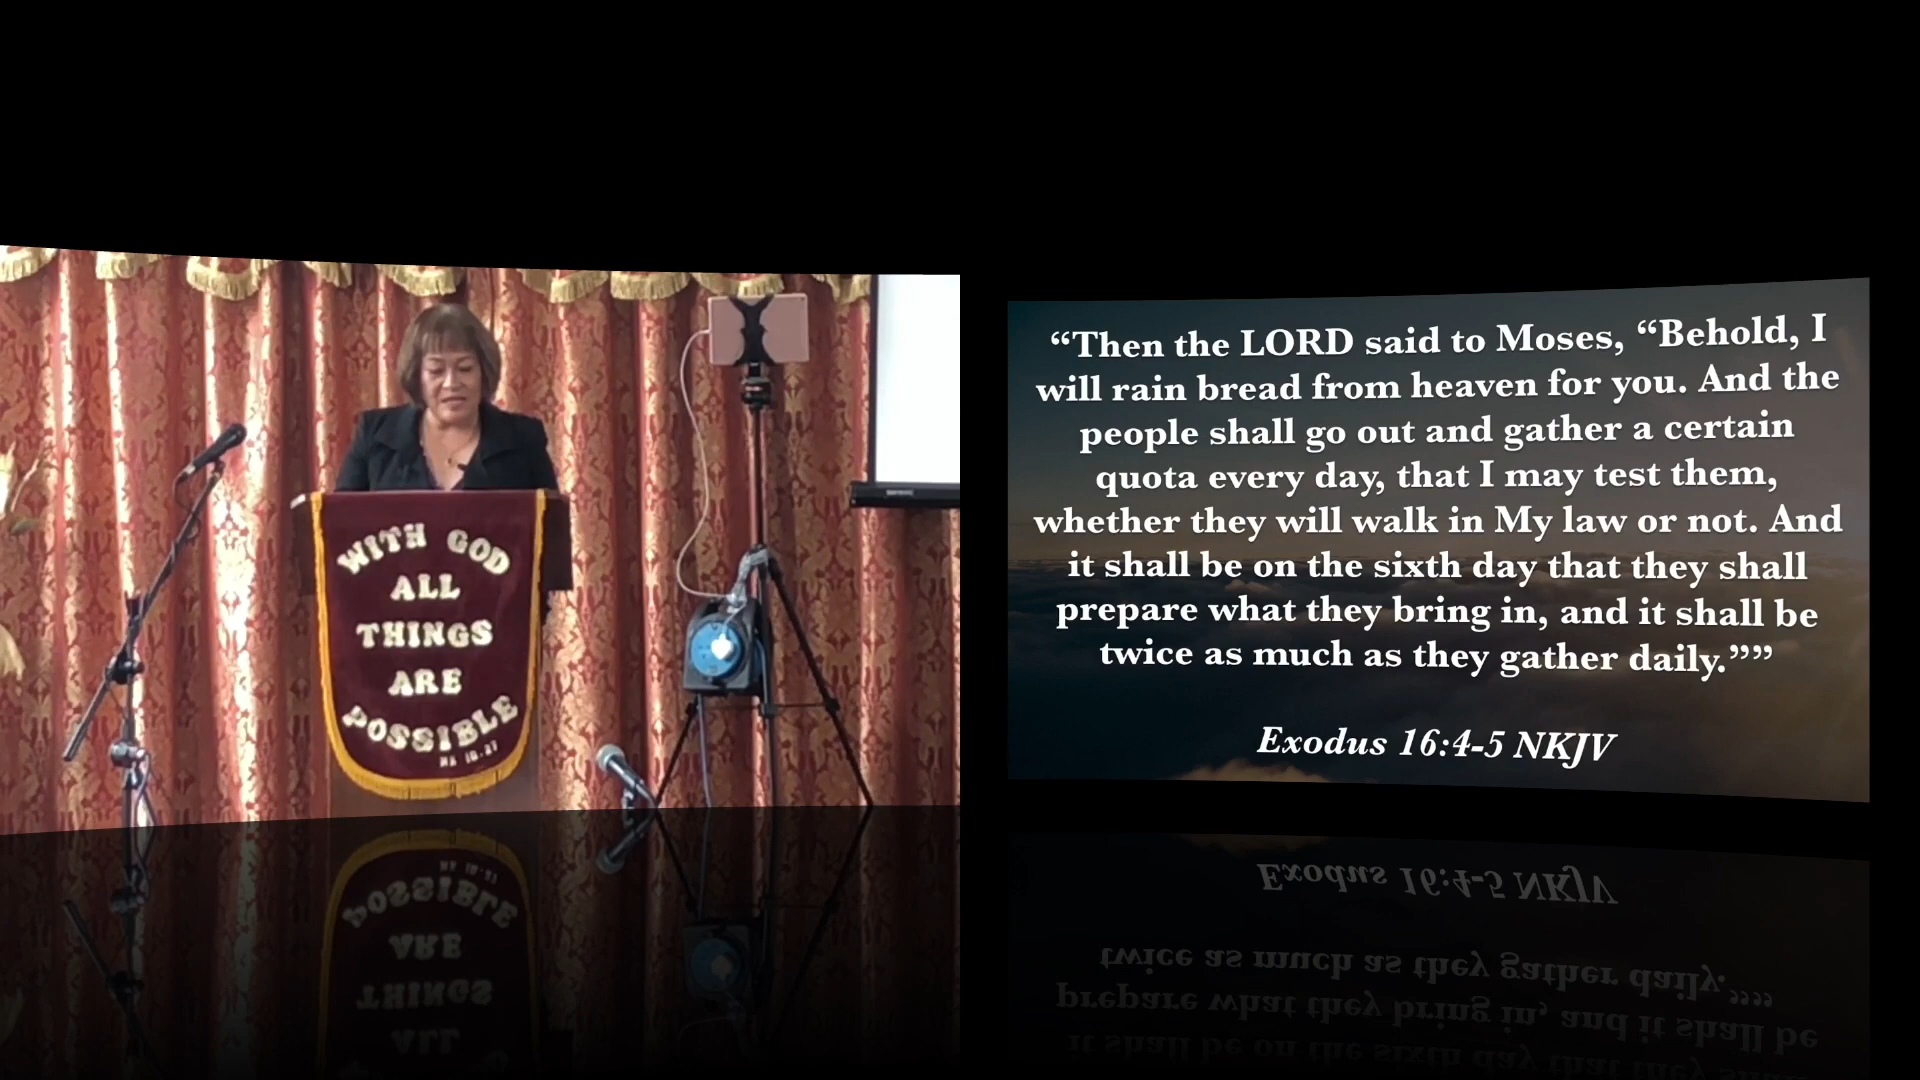 WITH GOD
ALL
THINGS
ARE
POSSIBLE
“Then the LORD said to Moses, “Behold, I
will rain bread from heaven for you. And the
people shall go out and gather a certain
quota every day, that I may test them,
whether they will walk in My law or not. And
it shall be on the sixth day that they shall
prepare what they bring in, and it shall be
twice as much as they gather daily.””
Exodus 16:4-5 NKJV